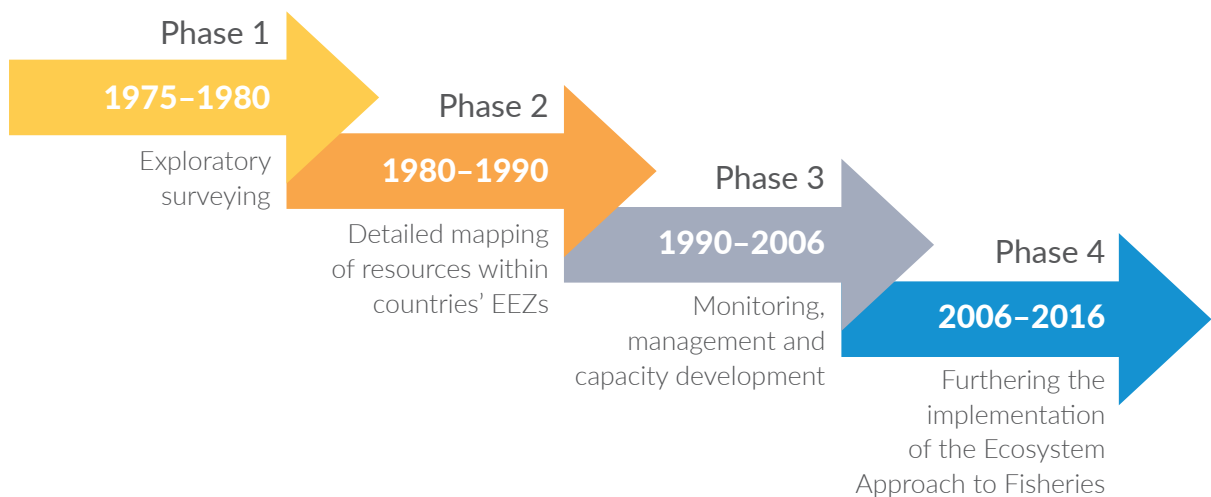 Phase 1
1975–1980
Exploratory
surveying
Phase 2
1980–1990
Detailed mapping
of resources within
countries’ EEZs
Phase 3
1990–2006
Monitoring,
management and
capacity development
Phase 4
2006–2016
Furthering the
implementation
of the Ecosystem
Approach to Fisheries